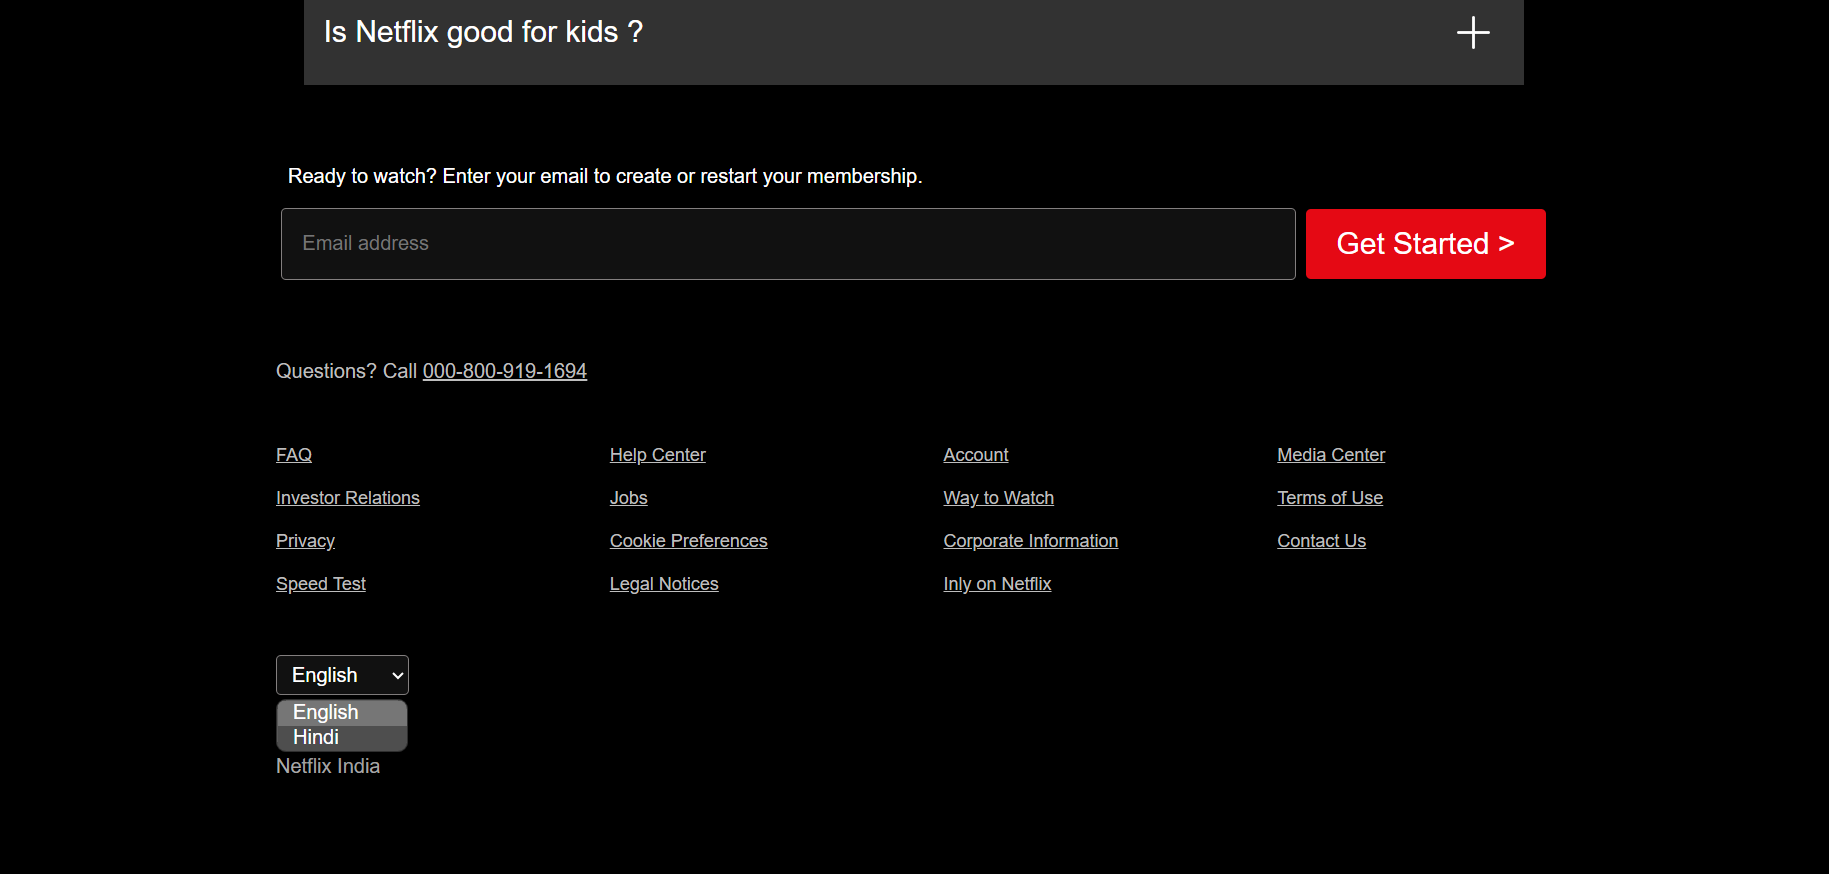 Is Netflix good for kids ?
Ready to watch? Enter your email to create or restart your membership.
Email address
Get Started >
Questions? Call 000-800-919-1694
FAQ Help Center Account Media Center
Investor Relations Jobs Way to Watch Terms of Use
Privacy Cookie Preferences Corporate Information Contact Us
Speed Test Legal Notices Inly on Netflix
English
English
Hindi
Netflix India